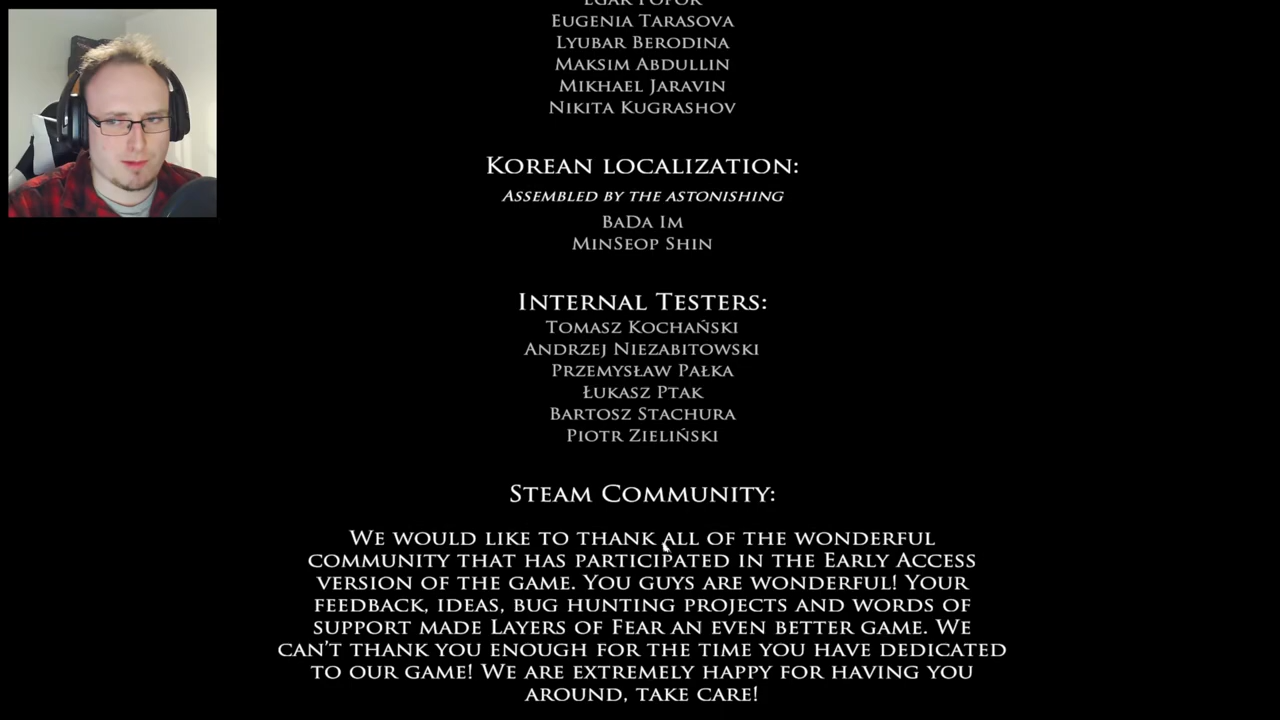 Eugenia Tarasova
Lyubar Berodina
Maksim Abdullin
Mikhael Jaravin
Nikita Kugrashov
Korean localization:
Assembled by the astonishing
BaDa Im
MinSeop Shin
Internal Testers:
Tomasz Kochański
Andrzej Niezabitowski
Przemysław Pałka
Łukasz Ptak
Bartosz Stachura
Piotr Zieliński
Steam Community:
We would like to thank all of the wonderful
community that has participated in the Early Access
version of the game. You guys are wonderful! Your
feedback, ideas, bug hunting projects and words of
support made Layers of Fear an even better game. We
can't thank you enough for the time you have dedicated
to our game! We are extremely happy for having you
around, take care!